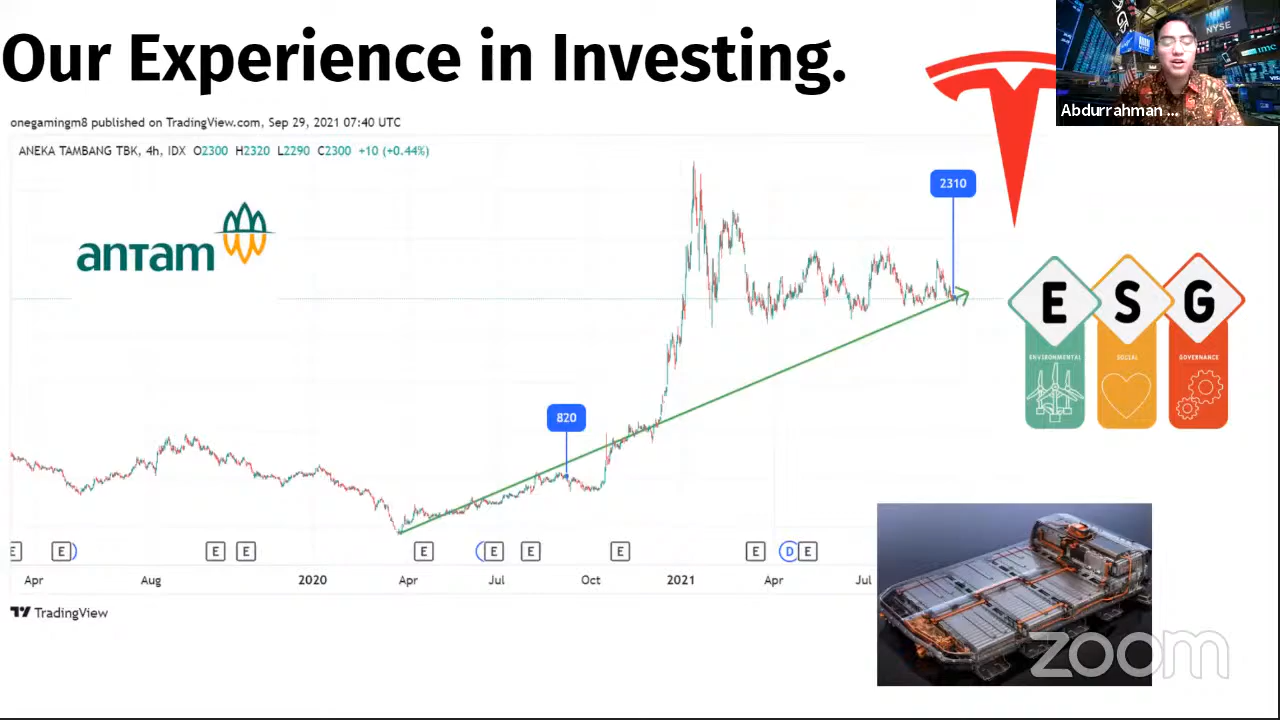 Our Experience in Investing.
NYSE
Abdurrahman ...
onegamingm8 published on TradingView.com, Sep 29, 2021 07:40 UTC
ANEKA TAMBANG TBK, 4h, IDX O2300 H2320 L2290 C2300 +10 (+0.44%)
2310
antam
E S G
ENVIRONMENTAL SOCIAL GOVERNANCE
820
E E E E E E E E E D E
Apr Aug 2020 Apr Jul Oct 2021 Apr Jul
TradingView
zoom